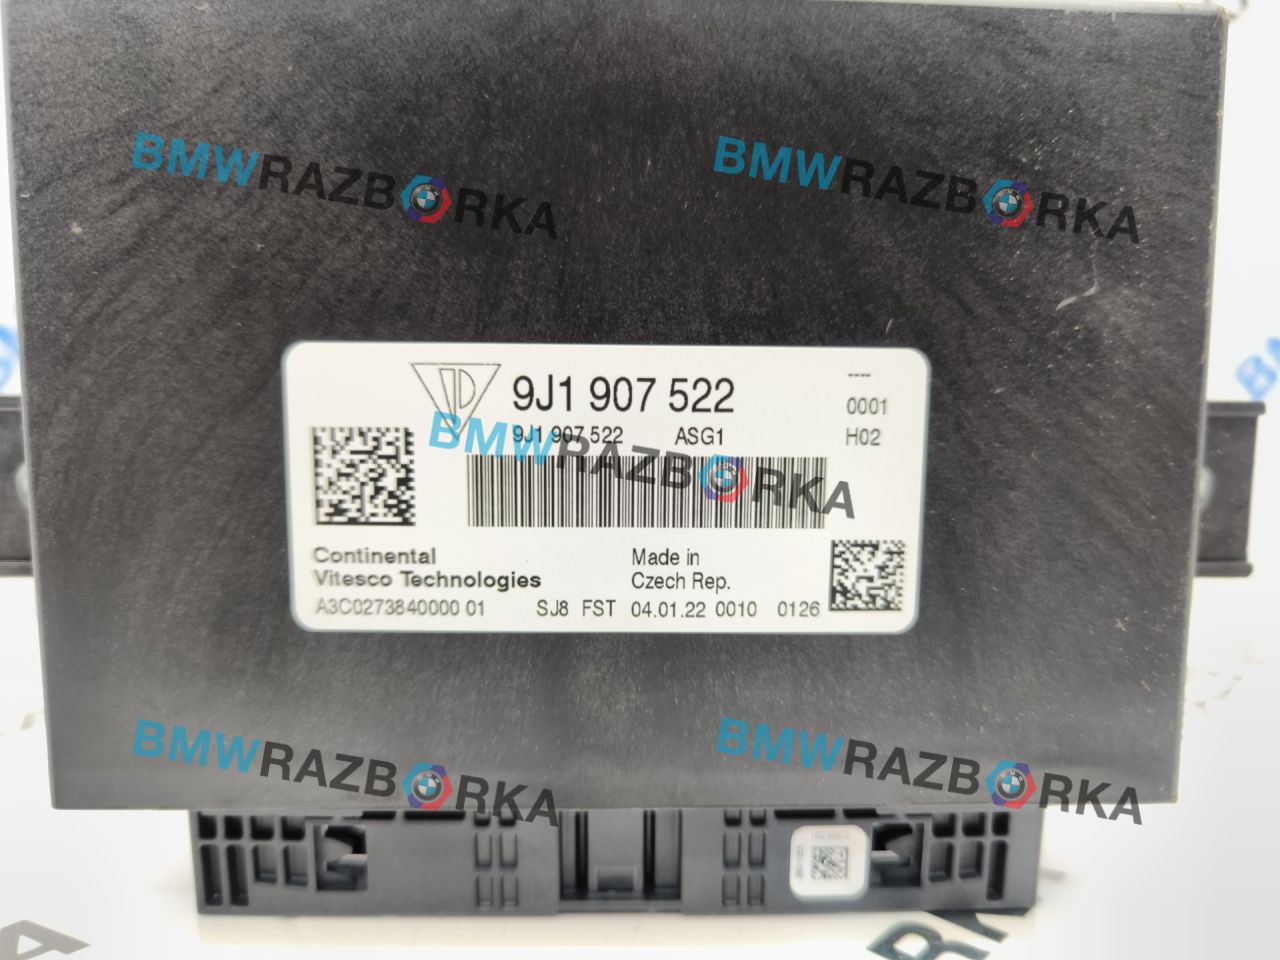 BMWRAZBORKA
BMWRAZBORKA
9J1 907 522
----
0001
9J1 907 522 ASG1 H02
BMWRAZBORKA
Continental
Vitesco Technologies
Made in
Czech Rep.
A3C0273840000 01 SJ8 FST 04.01.22 0010 0126
BMWRAZBORKA
BMWRAZBORKA